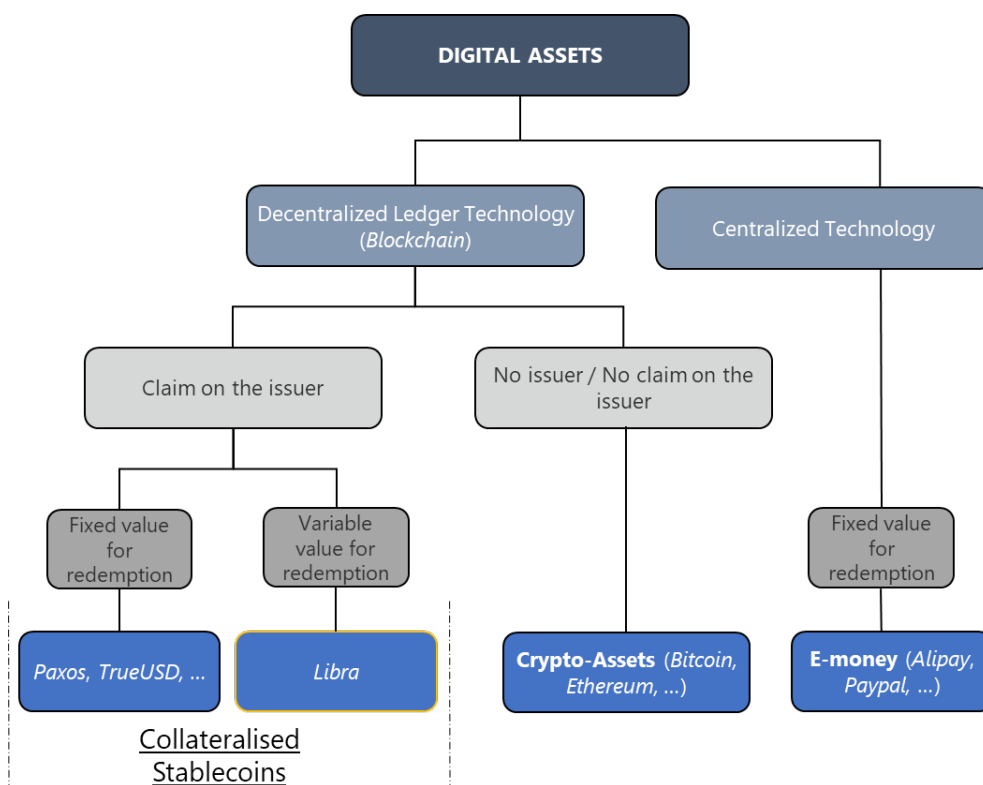 DIGITAL ASSETS
Decentralized Ledger Technology
(Blockchain)
Centralized Technology
Claim on the issuer
No issuer / No claim on the
issuer
Fixed value
for
redemption
Variable
value for
redemption
Fixed value
for
redemption
Paxos, TrueUSD, ...
Libra
Crypto-Assets (Bitcoin,
Ethereum, ...)
E-money (Alipay,
Paypal, ...)
Collateralised
Stablecoins